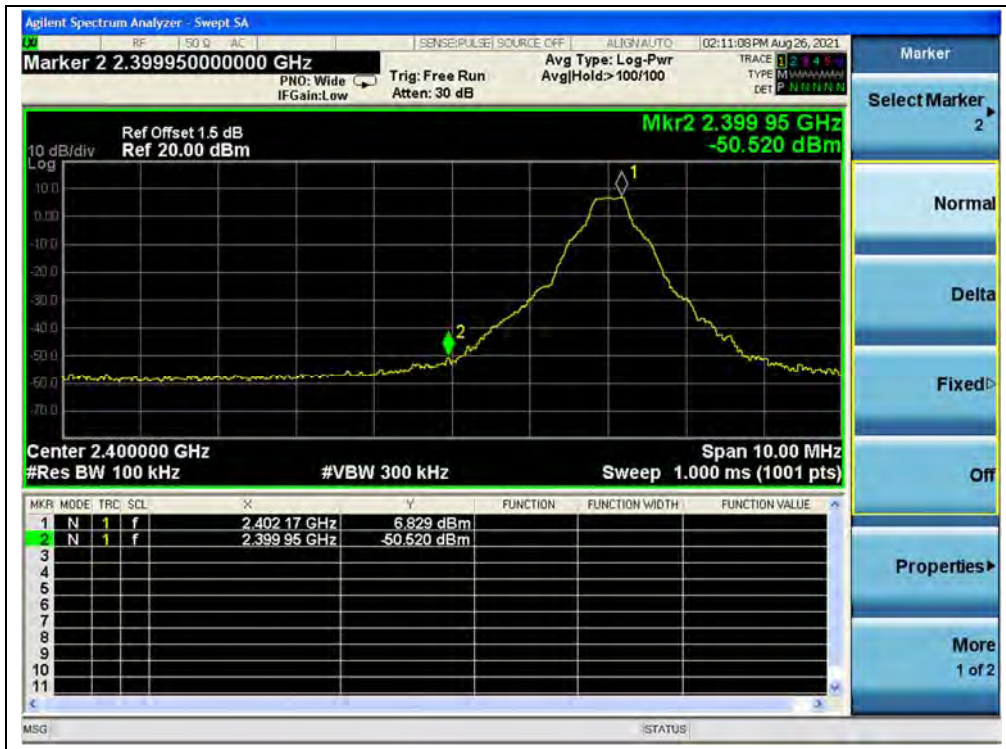 Agilent Spectrum Analyzer - Swept SA
LXI RF 50 Ω AC SENSE:PULSE SOURCE OFF ALIGN AUTO 02:11:08 PM Aug 26, 2021
Marker 2 2.399950000000 GHz
PNO: Wide
IFGain:Low
Trig: Free Run
Atten: 30 dB
Avg Type: Log-Pwr
Avg|Hold:>100/100
TRACE 1 2 3 4 5 6
TYPE M
DET P N N N N N
Marker
Select Marker
2
Normal
Delta
Fixed
Off
Properties
More
1 of 2
Mkr2 2.399 95 GHz
-50.520 dBm
Ref Offset 1.5 dB
10 dB/div Ref 20.00 dBm
Log
10.0
0.00
-10.0
-20.0
-30.0
-40.0
-50.0
-60.0
-70.0
1
2
Center 2.400000 GHz Span 10.00 MHz
#Res BW 100 kHz #VBW 300 kHz Sweep 1.000 ms (1001 pts)
MKR MODE TRC SCL X Y FUNCTION FUNCTION WIDTH FUNCTION VALUE
1 N 1 f 2.402 17 GHz 6.829 dBm
2 N 1 f 2.399 95 GHz -50.520 dBm
3
4
5
6
7
8
9
10
11
MSG STATUS